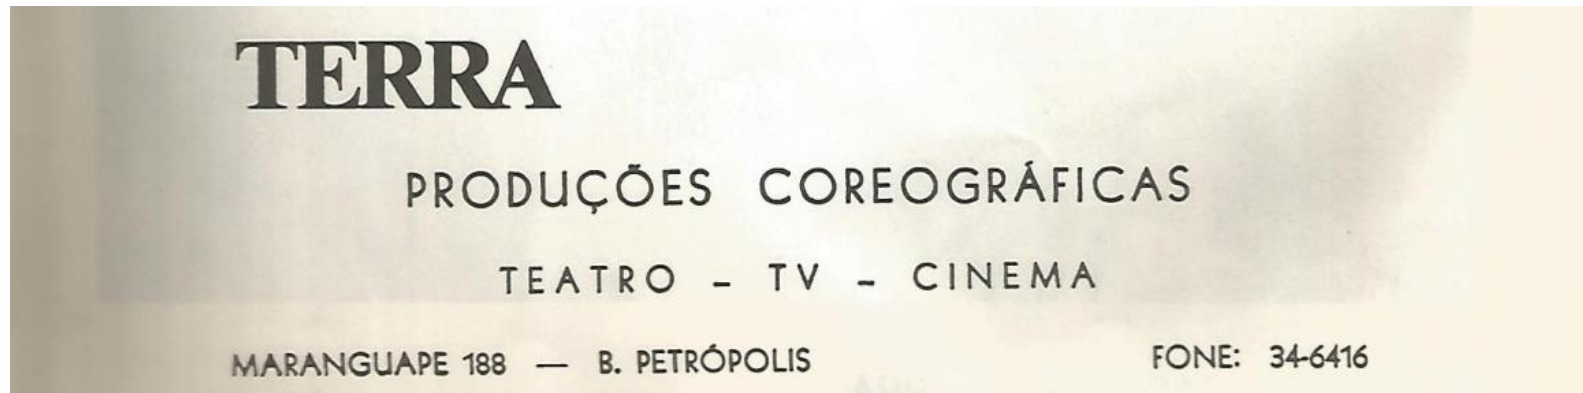 TERRA
PRODUÇÕES COREOGRÁFICAS
TEATRO - TV - CINEMA
MARANGUAPE 188 — B. PETRÓPOLIS FONE: 34-6416